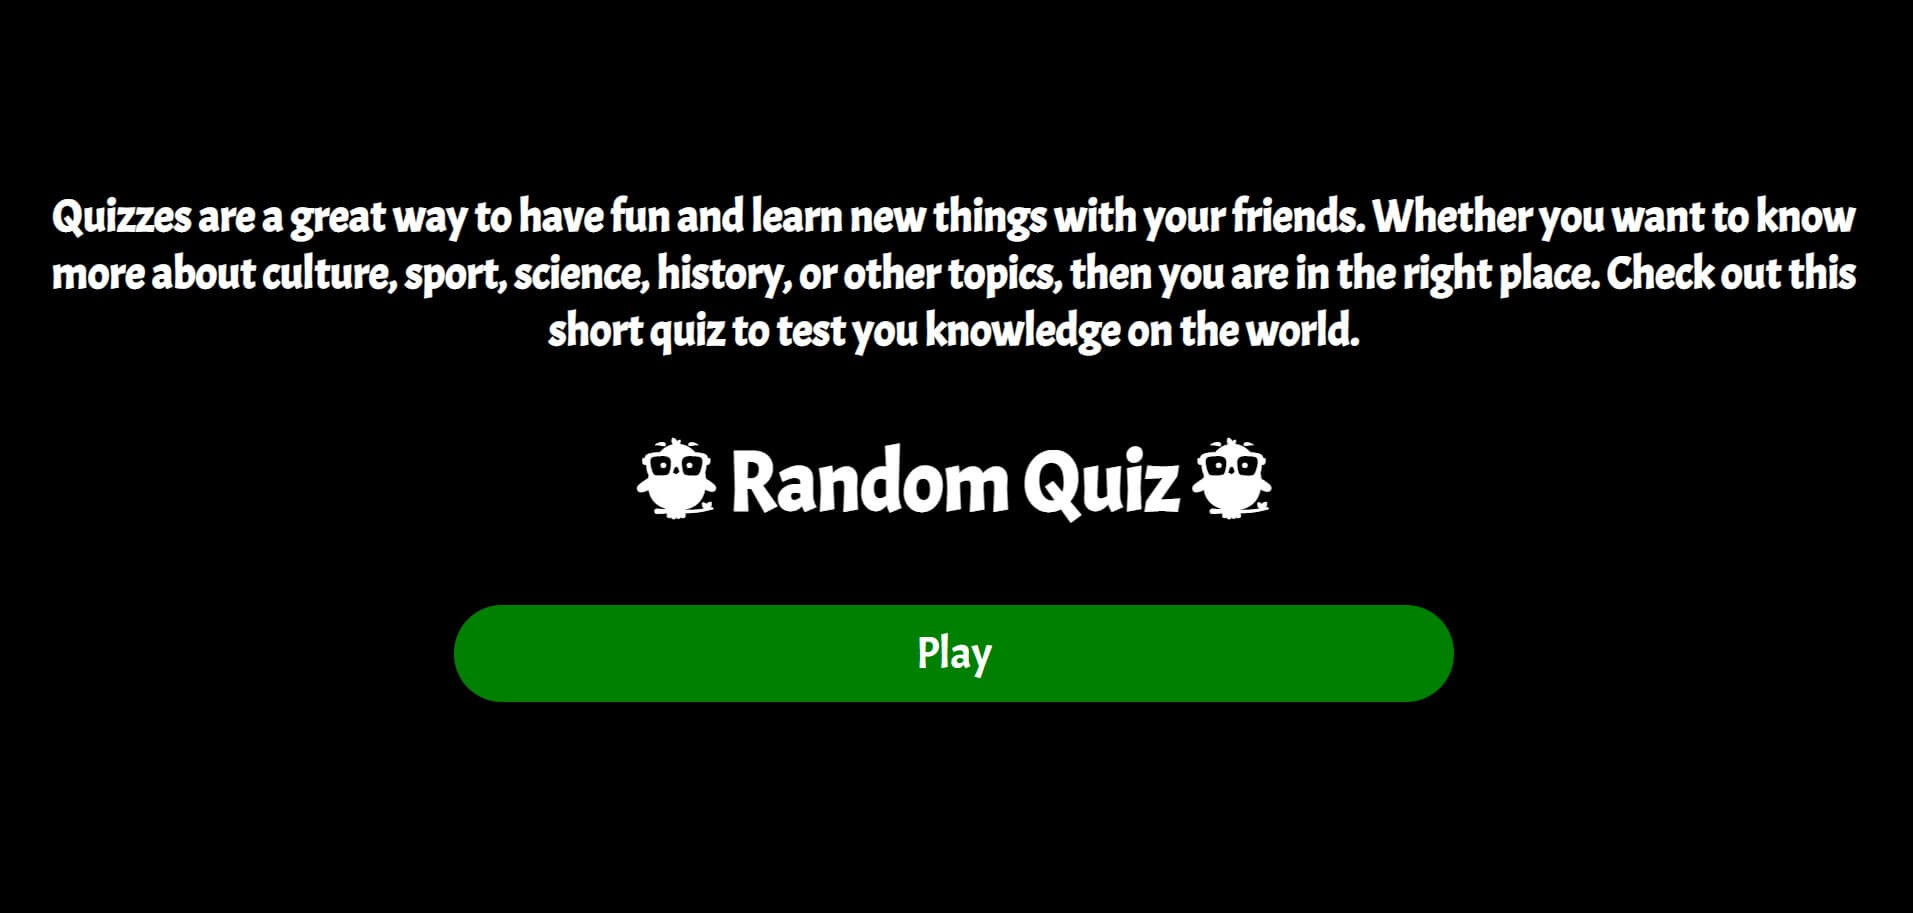 Quizzes are a great way to have fun and learn new things with your friends. Whether you want to know
more about culture, sport, science, history, or other topics, then you are in the right place. Check out this
short quiz to test you knowledge on the world.
Random Quiz
Play